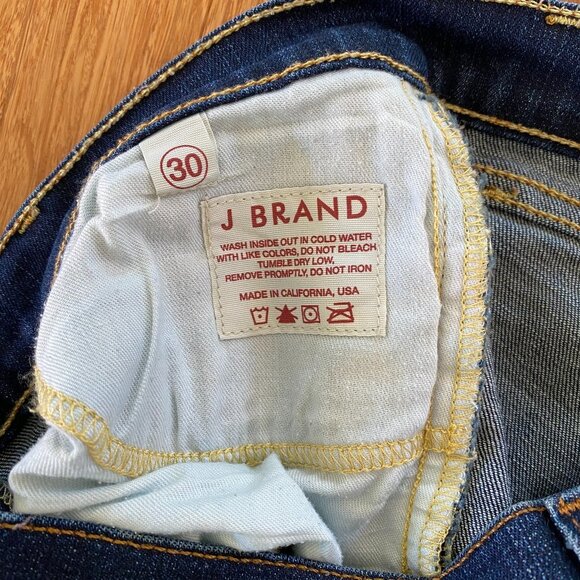 30
J BRAND
WASH INSIDE OUT IN COLD WATER
WITH LIKE COLORS, DO NOT BLEACH
TUMBLE DRY LOW.
REMOVE PROMPTLY, DO NOT IRON
MADE IN CALIFORNIA, USA